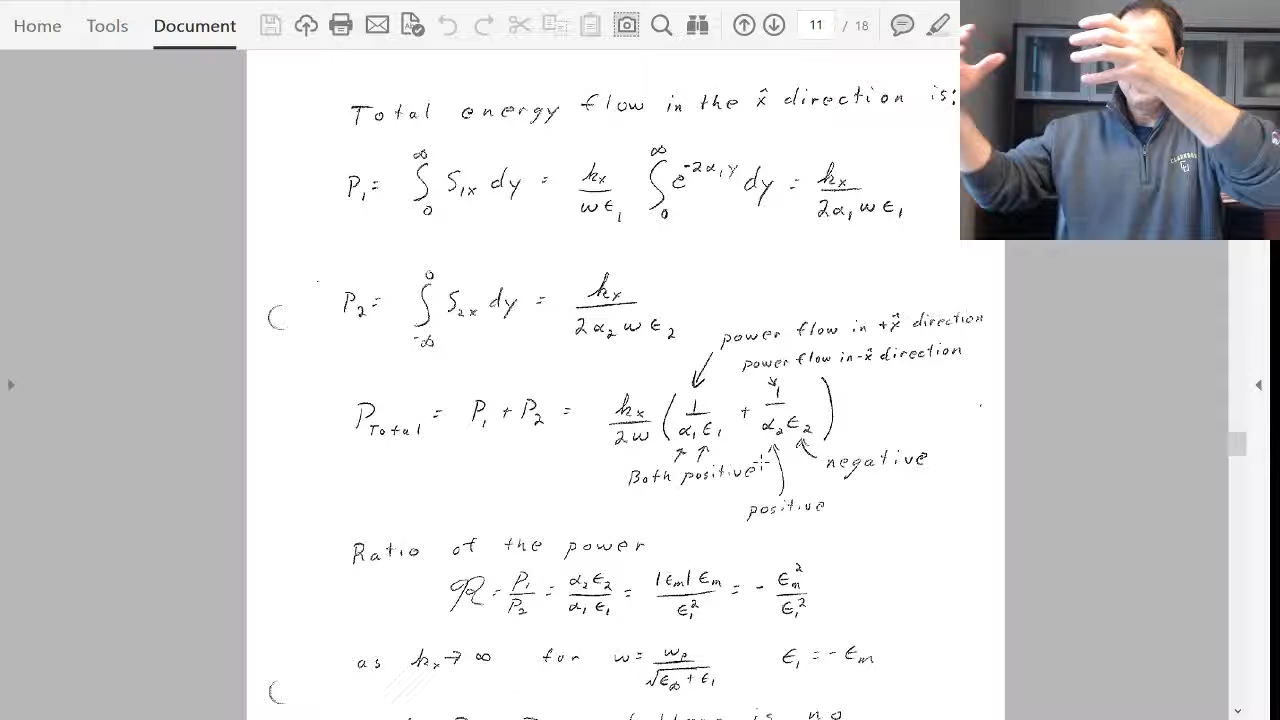 Home Tools Document 11 / 18
Total energy flow in the x̂ direction is:
P₁ = ∫₀^∞ S₁ₓ dy = kₓ/(ωϵ₁) ∫₀^∞ e^(-2α₁y) dy = kₓ/(2α₁ωϵ₁)
P₂ = ∫_-∞^0 S₂ₓ dy = kₓ/(2α₂ωϵ₂)
power flow in +x̂ direction
power flow in -x̂ direction
P_Total = P₁ + P₂ = kₓ/(2ω) (1/(α₁ϵ₁) + 1/(α₂ϵ₂))
Both positive
negative
positive
Ratio of the power
ℛ = P₁/P₂ = α₂ϵ₂/(α₁ϵ₁) = |ϵm|ϵm/ϵ₁² = - ϵm²/ϵ₁²
as kₓ → ∞ for ω = ωp/√(ϵ∞ + ϵ₁) ϵ₁ = -ϵm
is no